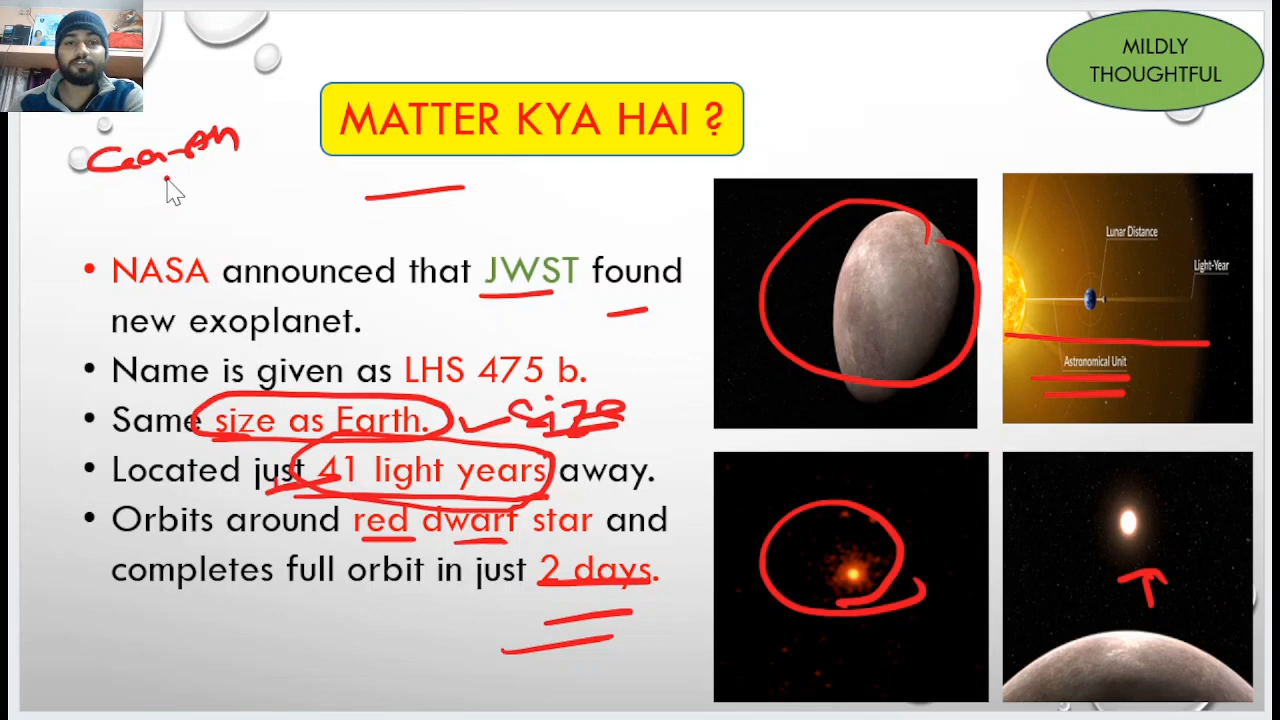 MILDLY
THOUGHTFUL
MATTER KYA HAI ?
Earth
• NASA announced that JWST found
new exoplanet.
• Name is given as LHS 475 b.
• Same size as Earth. size
• Located just 41 light years away.
• Orbits around red dwarf star and
completes full orbit in just 2 days.
Lunar Distance
Light-Year
Astronomical Unit